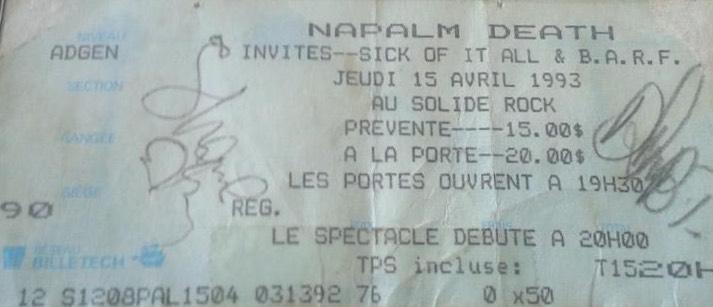 NIVEAU
NAPALM DEATH
ADGEN
INVITES--SICK OF IT ALL & B.A.R.F.
SECTION
JEUDI 15 AVRIL 1993
AU SOLIDE ROCK
RANGÉE
PREVENTE----15.00$
A LA PORTE--20.00$
SIÈGE
LES PORTES OUVRENT A 19H30
90
REG.
LE SPECTACLE DEBUTE A 20H00
RÉSEAU
BILLETECH
TPS incluse:
T1520H
12 S1208PAL1504 031392 76
0 x50